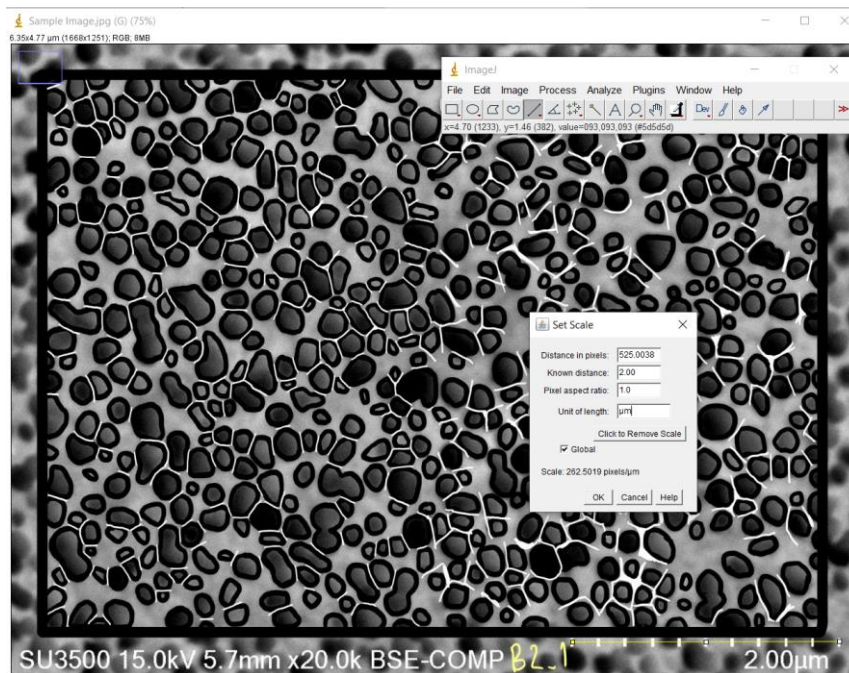 Sample Image.jpg (G) (75%)
6.35x4.77 µm (1668x1251); RGB; 8MB
ImageJ
File Edit Image Process Analyze Plugins Window Help
Dev
x=4.70 (1233), y=1.46 (382), value=093,093,093 (#5d5d5d)
Set Scale
Distance in pixels: 525.0038
Known distance: 2.00
Pixel aspect ratio: 1.0
Unit of length: µm
Click to Remove Scale
Global
Scale: 262.5019 pixels/µm
OK Cancel Help
SU3500 15.0kV 5.7mm x20.0k BSE-COMP B2_1 2.00µm